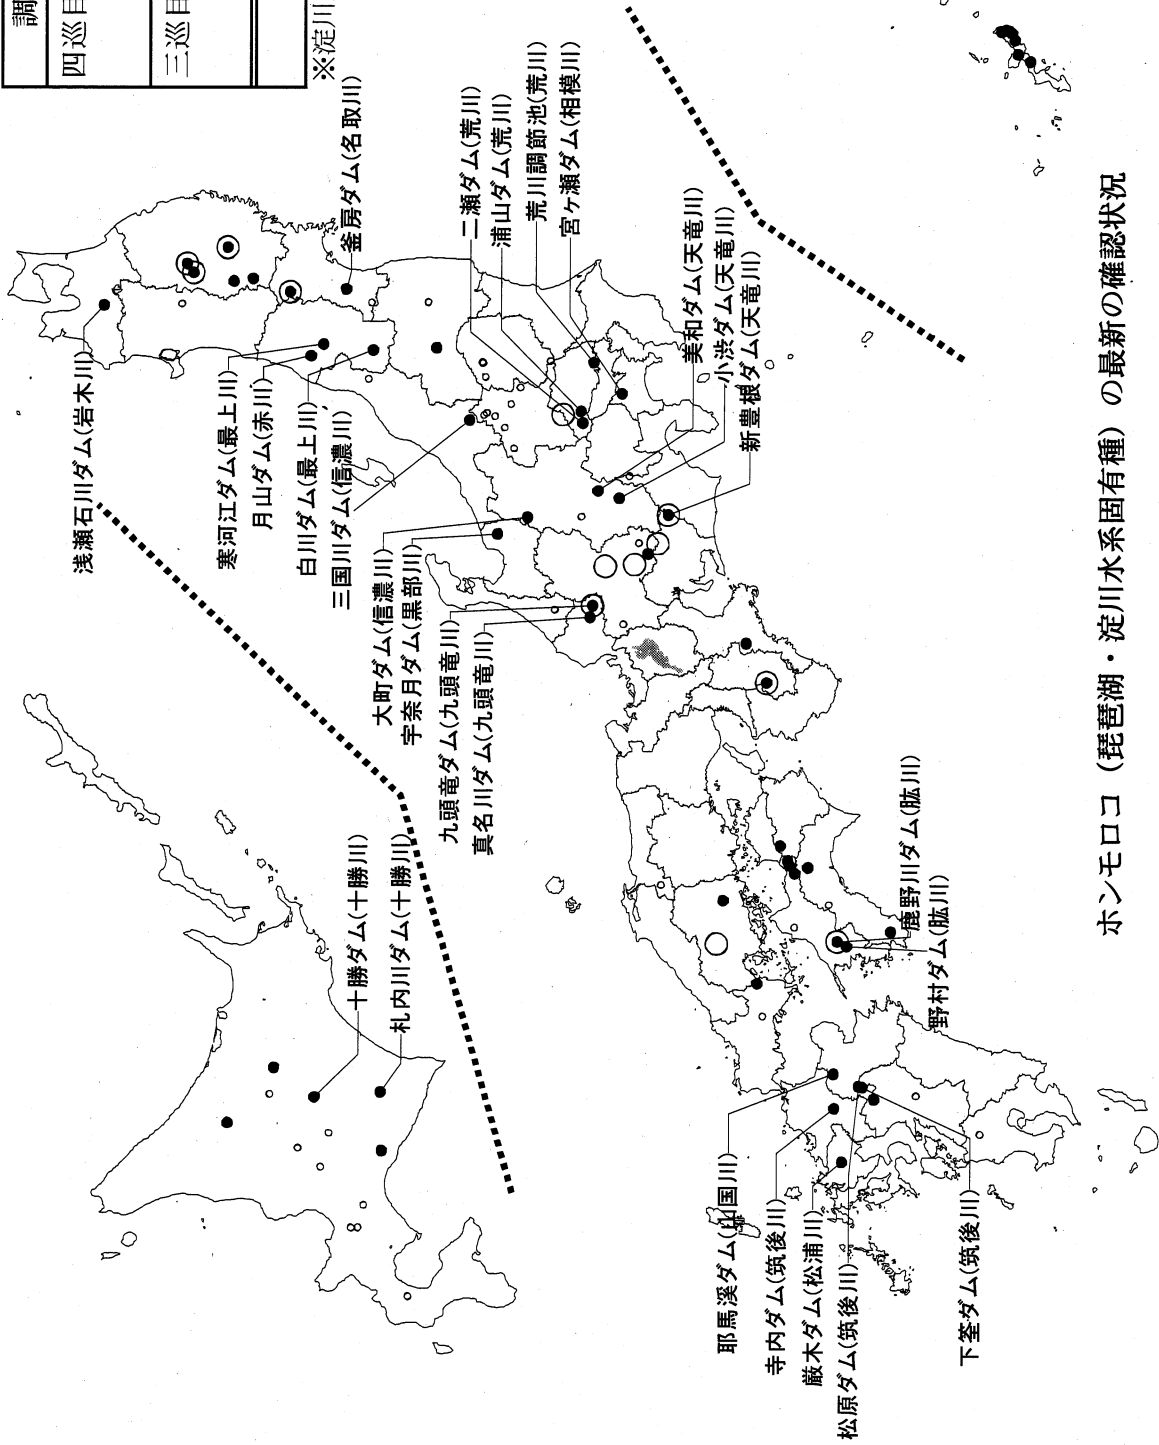 調
四巡目
三巡目
※淀川
浅瀬石川ダム(岩木川)
寒河江ダム(最上川)
月山ダム(赤川)
白川ダム(最上川)
三国川ダム(信濃川)
大町ダム(信濃川)
宇奈月ダム(黒部川)
九頭竜ダム(九頭竜川)
真名川ダム(九頭竜川)
釜房ダム(名取川)
二瀬ダム(荒川)
浦山ダム(荒川)
荒川調節池(荒川)
宮ヶ瀬ダム(相模川)
美和ダム(天竜川)
小渋ダム(天竜川)
新豊根ダム(天竜川)
十勝ダム(十勝川)
札内川ダム(十勝川)
鹿野川ダム(肱川)
野村ダム(肱川)
耶馬溪ダム(山国川)
寺内ダム(筑後川)
厳木ダム(松浦川)
松原ダム(筑後川)
下筌ダム(筑後川)
ホンモロコ（琵琶湖・淀川水系固有種）の最新の確認状況